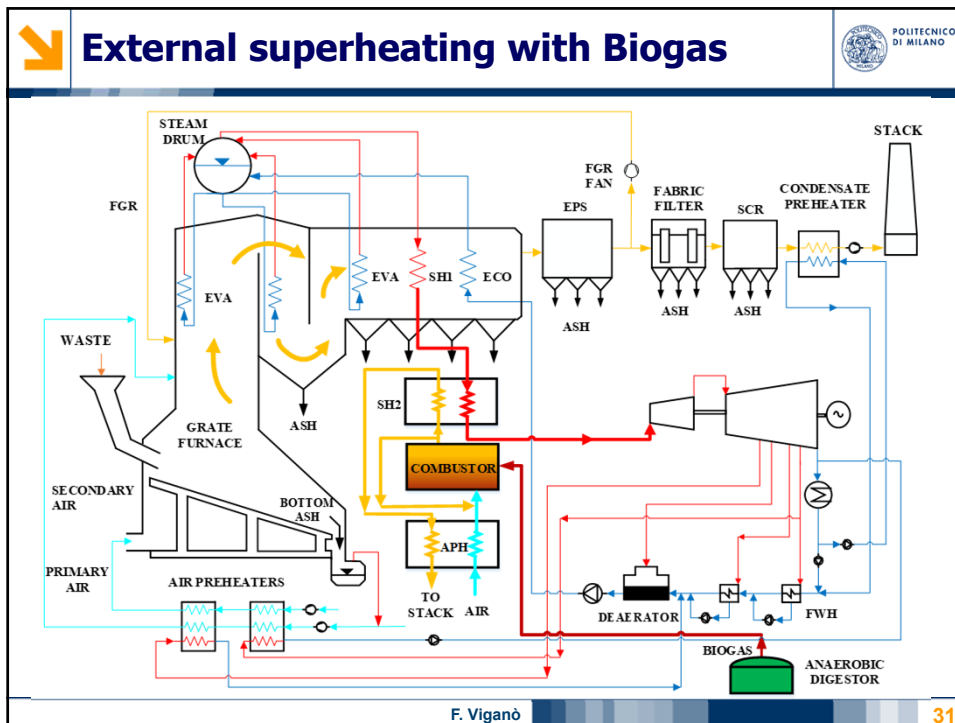 External superheating with Biogas
POLITECNICO
DI MILANO
STEAM
DRUM
STACK
FGR
FGR
FAN
EPS
FABRIC
FILTER
SCR
CONDENSATE
PREHEATER
EVA
EVA
SH1
ECO
ASH
ASH
ASH
WASTE
SH2
GRATE
FURNACE
ASH
COMBUSTOR
SECONDARY
AIR
BOTTOM
ASH
APH
PRIMARY
AIR
AIR PREHEATERS
TO
STACK
AIR
DEAERATOR
FWH
BIOGAS
ANAEROBIC
DIGESTOR
F. Viganò
31